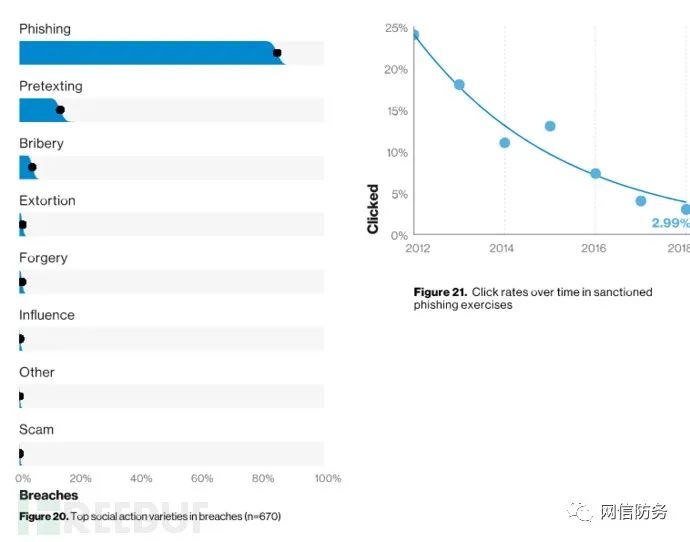 Phishing
Pretexting
Bribery
Extortion
Forgery
Influence
Other
Scam
0% 20% 40% 60% 80% 100%
Breaches
Figure 20. Top social action varieties in breaches (n=670)
REEBUF
25%
20%
15%
10%
5%
0%
Clicked
2.99%
2012 2014 2016 2018
Figure 21. Click rates over time in sanctioned
phishing exercises
网信防务